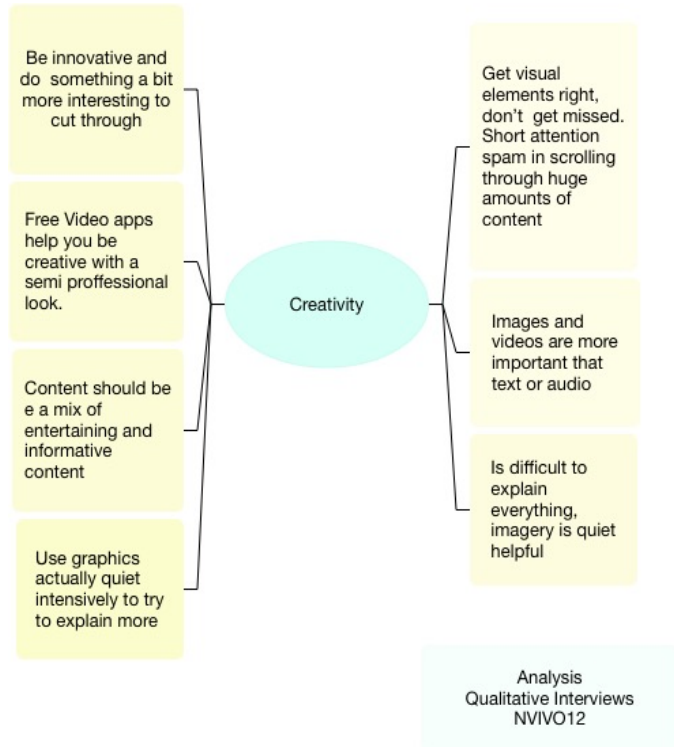 Be innovative and
do something a bit
more interesting to
cut through
Free Video apps
help you be
creative with a
semi proffessional
look.
Content should be
e a mix of
entertaining and
informative
content
Use graphics
actually quiet
intensively to try
to explain more
Creativity
Get visual
elements right,
don't get missed.
Short attention
spam in scrolling
through huge
amounts of
content
Images and
videos are more
important that
text or audio
Is difficult to
explain
everything,
imagery is quiet
helpful
Analysis
Qualitative Interviews
NVIVO12